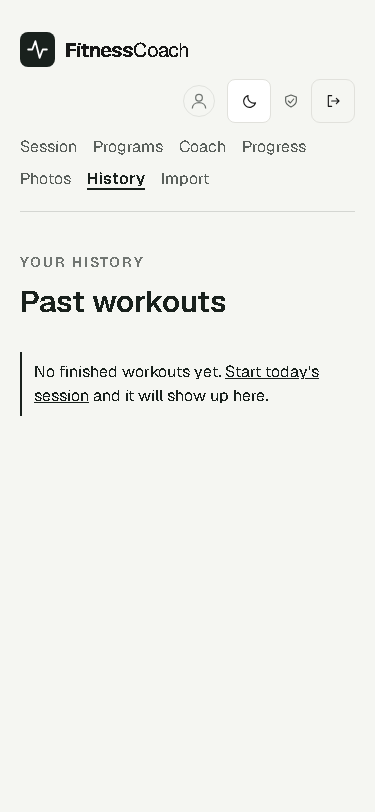 FitnessCoach
Session Programs Coach Progress
Photos History Import
YOUR HISTORY
Past workouts
No finished workouts yet. Start today's
session and it will show up here.